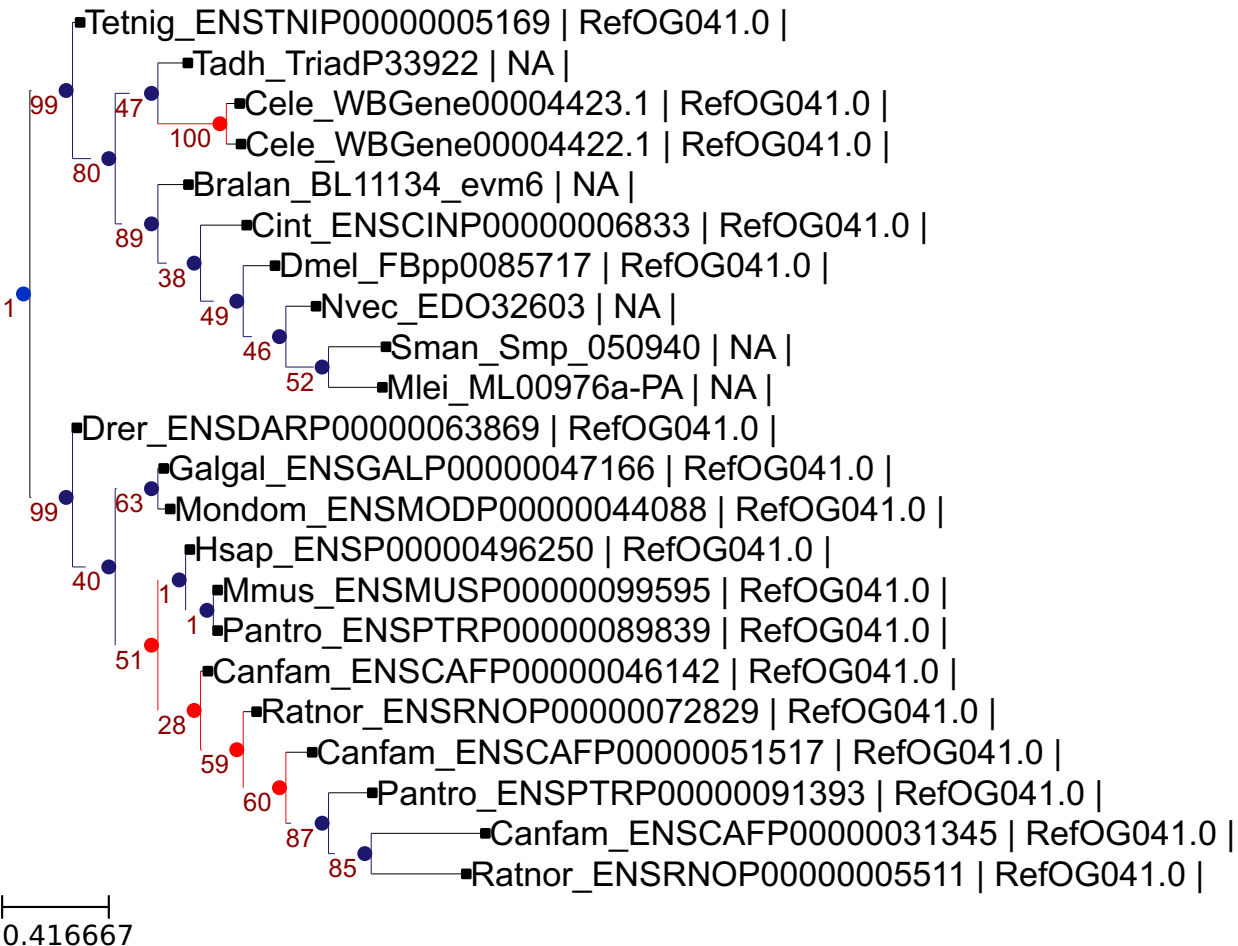 Tetnig_ENSTNIP00000005169 | RefOG041.0 |
Tadh_TriadP33922 | NA |
99
47
Cele_WBGene00004423.1 | RefOG041.0 |
100
Cele_WBGene00004422.1 | RefOG041.0 |
80
Bralan_BL11134_evm6 | NA |
89
Cint_ENSCINP00000006833 | RefOG041.0 |
38
Dmel_FBpp0085717 | RefOG041.0 |
1
49
Nvec_EDO32603 | NA |
46
Sman_Smp_050940 | NA |
52
Mlei_ML00976a-PA | NA |
Drer_ENSDARP00000063869 | RefOG041.0 |
Galgal_ENSGALP00000047166 | RefOG041.0 |
99
63
Mondom_ENSMODP00000044088 | RefOG041.0 |
Hsap_ENSP00000496250 | RefOG041.0 |
40
1
Mmus_ENSMUSP00000099595 | RefOG041.0 |
1
Pantro_ENSPTRP00000089839 | RefOG041.0 |
51
Canfam_ENSCAFP00000046142 | RefOG041.0 |
28
Ratnor_ENSRNOP00000072829 | RefOG041.0 |
59
Canfam_ENSCAFP00000051517 | RefOG041.0 |
60
Pantro_ENSPTRP00000091393 | RefOG041.0 |
87
Canfam_ENSCAFP00000031345 | RefOG041.0 |
85
Ratnor_ENSRNOP00000005511 | RefOG041.0 |
0.416667